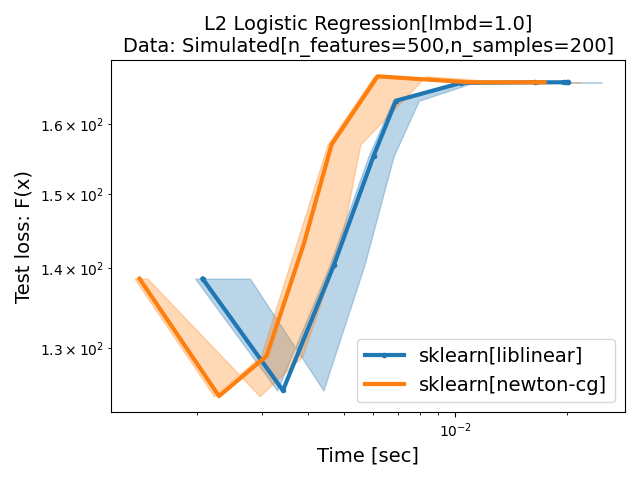 L2 Logistic Regression[lmbd=1.0]
Data: Simulated[n_features=500,n_samples=200]
Test loss: F(x)
1.6 × 10²
1.5 × 10²
1.4 × 10²
1.3 × 10²
sklearn[liblinear]
sklearn[newton-cg]
10⁻²
Time [sec]